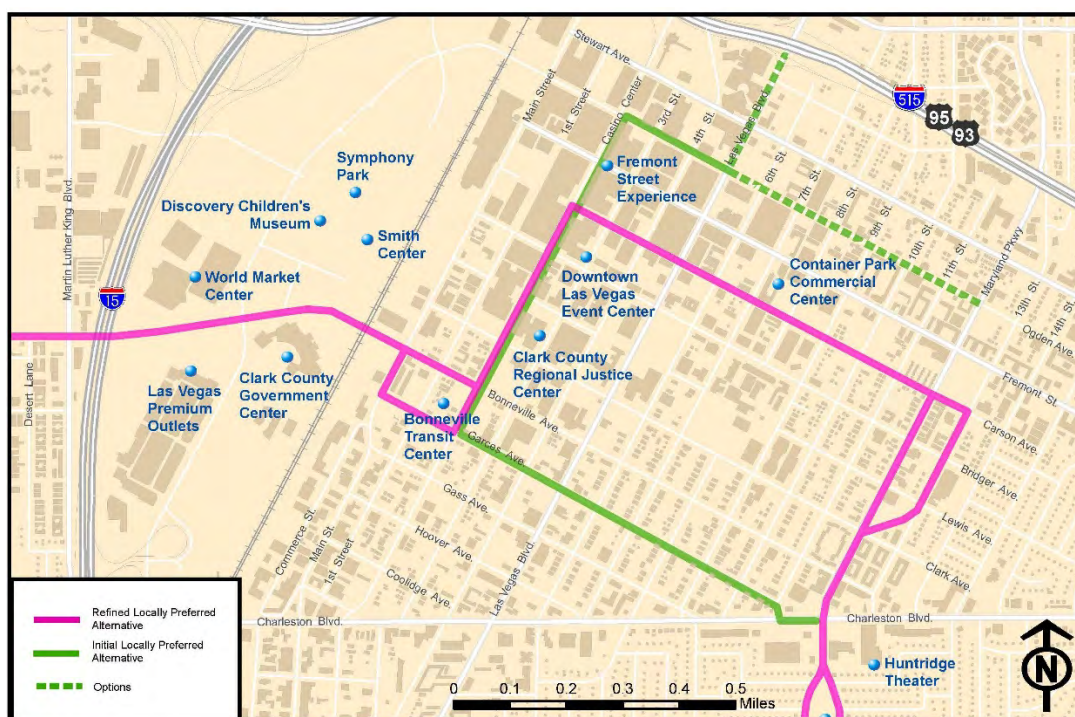 Stewart Ave.
Main Street
1st Street
Casino Center
3rd St.
4th St.
Las Vegas Blvd.
6th St.
7th St.
8th St.
9th St.
10th St.
11th St.
Maryland Pkwy
13th St.
14th St.
Ogden Ave.
Fremont St.
515
95
93
Symphony
Park
Discovery Children's
Museum
Smith
Center
Fremont
Street
Experience
Martin Luther King Blvd.
15
World Market
Center
Downtown
Las Vegas
Event Center
Container Park
Commercial
Center
Clark County
Regional Justice
Center
Desert Lane
Las Vegas
Premium
Outlets
Clark County
Government
Center
Bonneville
Transit
Center
Bonneville Ave.
Garces Ave.
Gass Ave.
Hoover Ave.
Coolidge Ave.
Las Vegas Blvd.
Carson Ave.
Bridger Ave.
Lewis Ave.
Clark Ave.
Commerce St.
Main St.
1st Street
Charleston Blvd.
Charleston Blvd.
Huntridge
Theater
Refined Locally Preferred
Alternative
Initial Locally Preferred
Alternative
Options
0 0.1 0.2 0.3 0.4 0.5
Miles
N